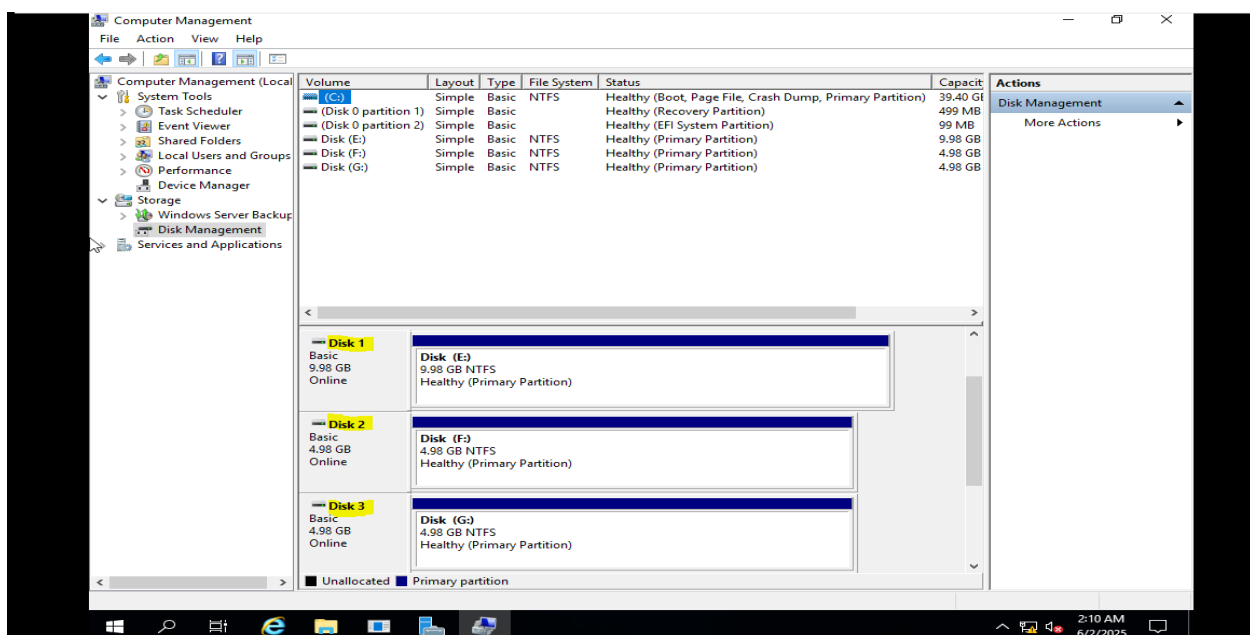 Computer Management
File Action View Help
Computer Management (Local
System Tools
Task Scheduler
Event Viewer
Shared Folders
Local Users and Groups
Performance
Device Manager
Storage
Windows Server Backup
Disk Management
Services and Applications
Volume Layout Type File System Status Capacit
(C:) Simple Basic NTFS Healthy (Boot, Page File, Crash Dump, Primary Partition) 39.40 GI
(Disk 0 partition 1) Simple Basic Healthy (Recovery Partition) 499 MB
(Disk 0 partition 2) Simple Basic Healthy (EFI System Partition) 99 MB
Disk (E:) Simple Basic NTFS Healthy (Primary Partition) 9.98 GB
Disk (F:) Simple Basic NTFS Healthy (Primary Partition) 4.98 GB
Disk (G:) Simple Basic NTFS Healthy (Primary Partition) 4.98 GB
Disk 1
Basic
9.98 GB
Online
Disk (E:)
9.98 GB NTFS
Healthy (Primary Partition)
Disk 2
Basic
4.98 GB
Online
Disk (F:)
4.98 GB NTFS
Healthy (Primary Partition)
Disk 3
Basic
4.98 GB
Online
Disk (G:)
4.98 GB NTFS
Healthy (Primary Partition)
Unallocated Primary partition
Actions
Disk Management
More Actions
2:10 AM
6/2/2025